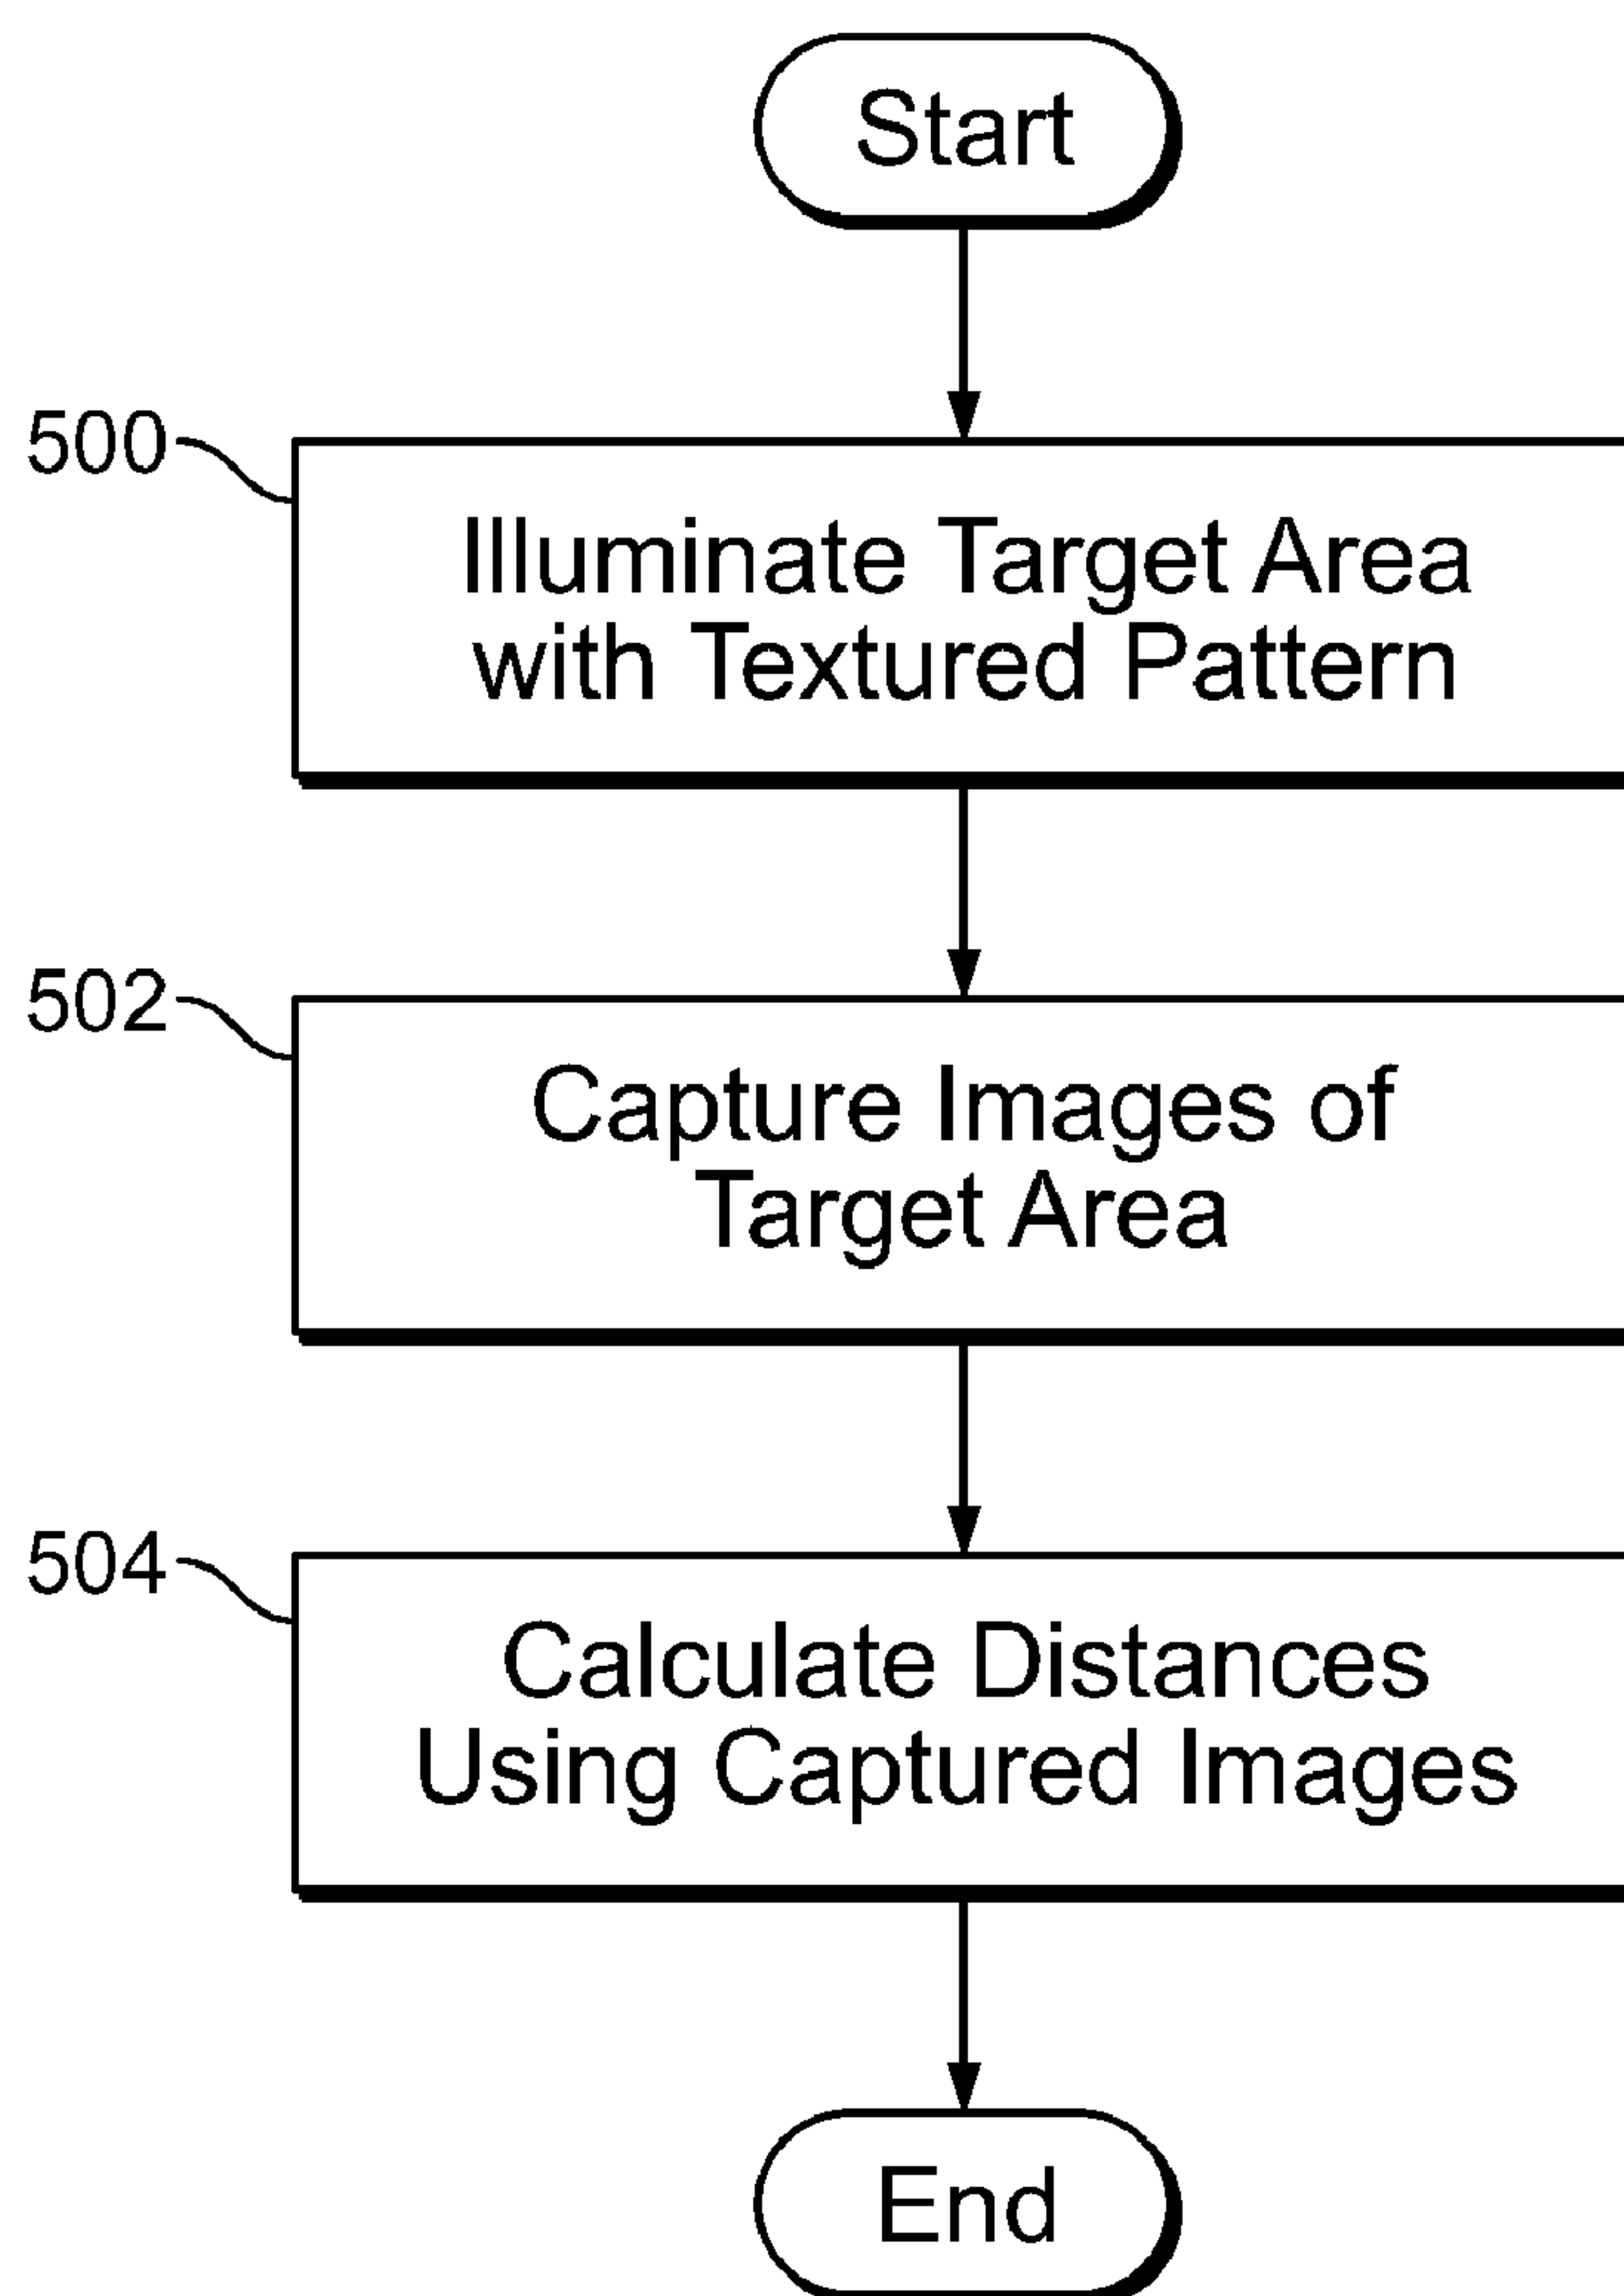 Start
500
Illuminate Target Area
with Textured Pattern
502
Capture Images of
Target Area
504
Calculate Distances
Using Captured Images
End